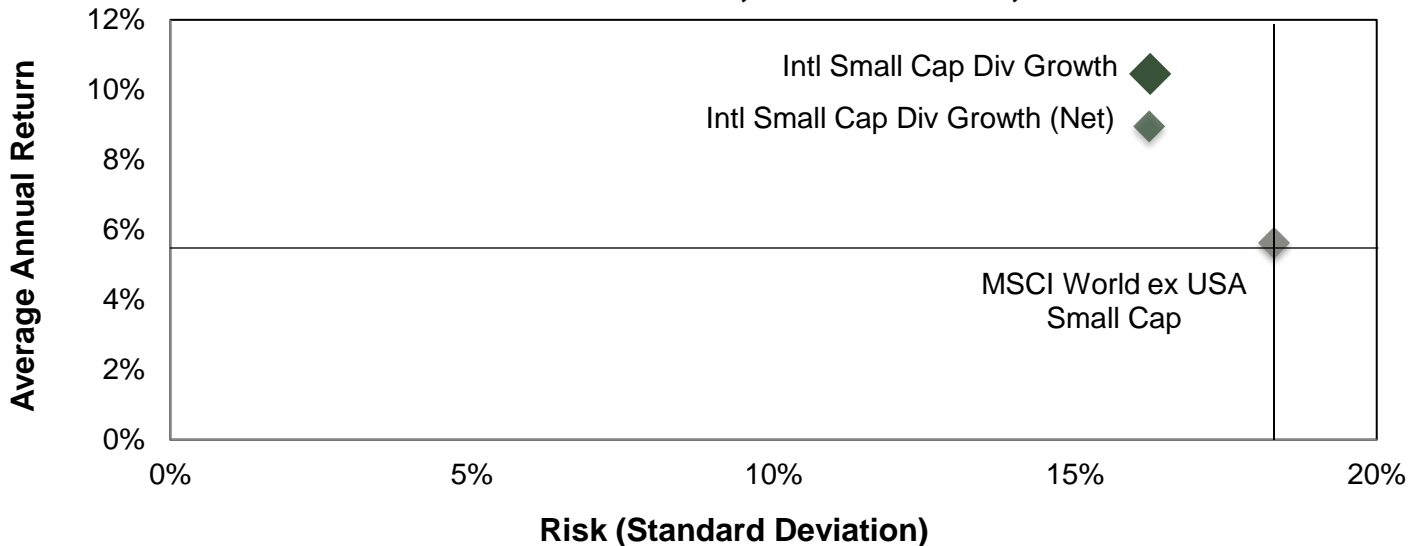 12%
10%
8%
6%
4%
2%
0%
Average Annual Return
Intl Small Cap Div Growth
Intl Small Cap Div Growth (Net)
MSCI World ex USA
Small Cap
0% 5% 10% 15% 20%
Risk (Standard Deviation)